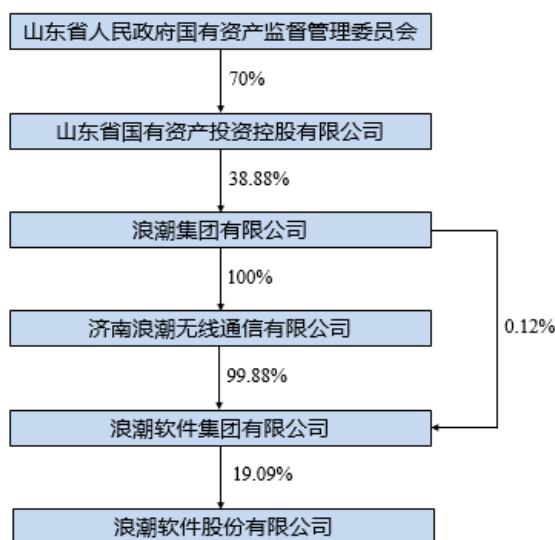 山东省人民政府国有资产监督管理委员会
70%
山东省国有资产投资控股有限公司
38.88%
浪潮集团有限公司
100%
济南浪潮无线通信有限公司
0.12%
99.88%
浪潮软件集团有限公司
19.09%
浪潮软件股份有限公司